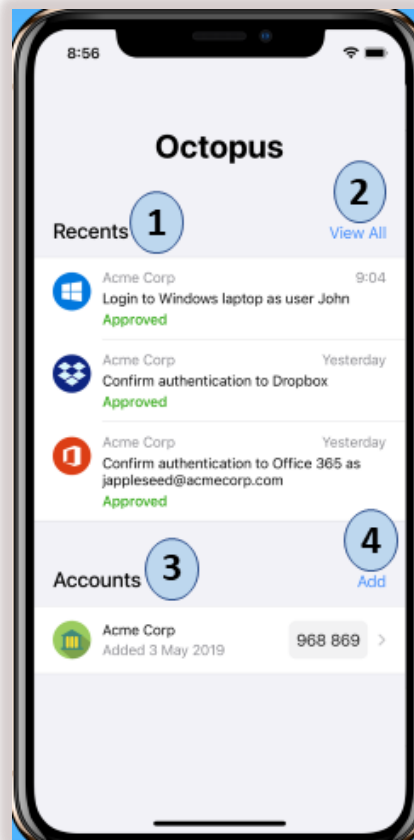 8:56
Octopus
2
Recents 1
View All
Acme Corp 9:04
Login to Windows laptop as user John
Approved
Acme Corp Yesterday
Confirm authentication to Dropbox
Approved
Acme Corp Yesterday
Confirm authentication to Office 365 as
jappleseed@acmecorp.com
Approved
4
Accounts 3
Add
Acme Corp
Added 3 May 2019
968 869